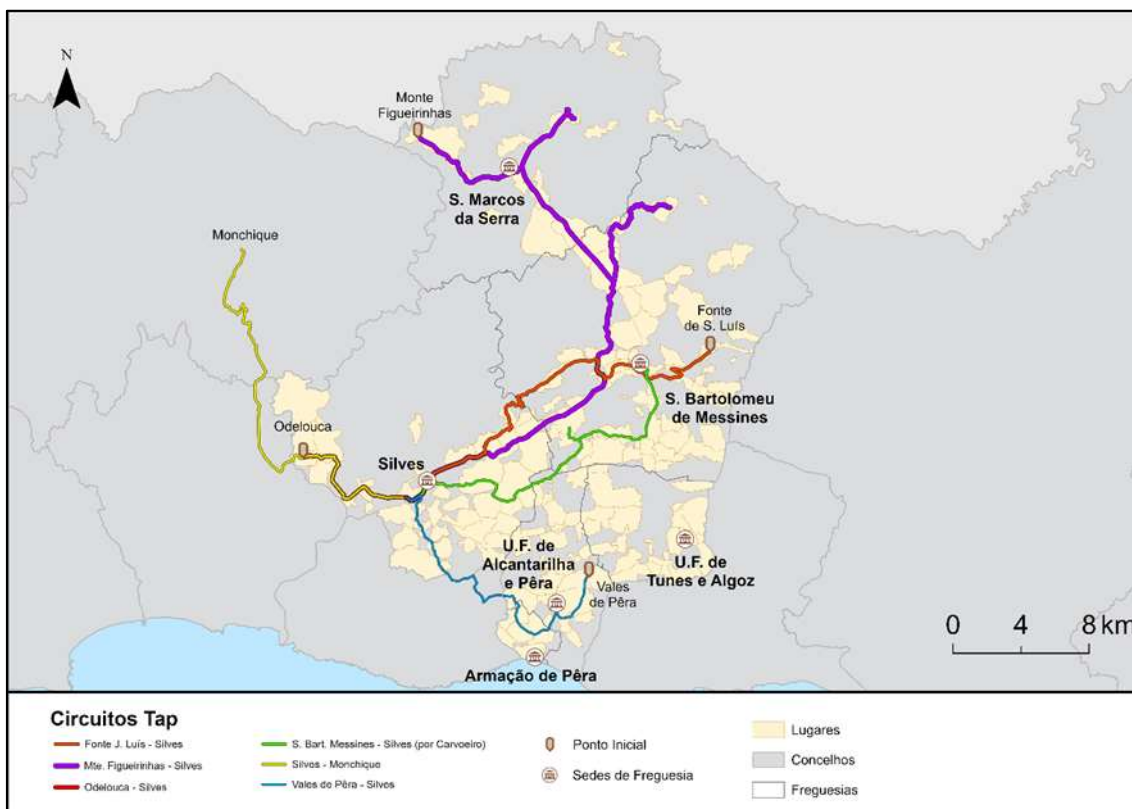 N
Monte
Figueirinhas
S. Marcos
da Serra
Monchique
Fonte
de S. Luís
S. Bartolomeu
de Messines
Odelouca
Silves
U.F. de
Alcantarilha
e Pêra
U.F. de
Tunes e Algoz
Vales
de Pêra
0 4 8 km
Armação de Pêra
Circuitos Tap
Fonte J. Luís - Silves
Mte. Figueirinhas - Silves
Odelouca - Silves
S. Bart. Messines - Silves (por Carvoeiro)
Silves - Monchique
Vales de Pêra - Silves
Ponto Inicial
Sedes de Freguesia
Lugares
Concelhos
Freguesias